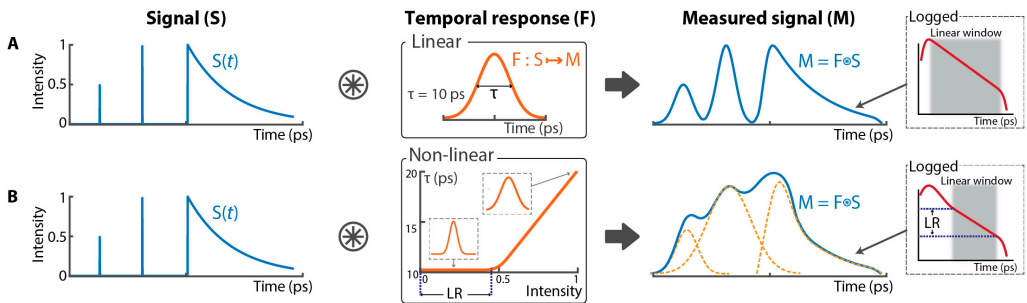 Signal (S)
Temporal response (F)
Measured signal (M)
A
Intensity
1
0.5
0
S(t)
Time (ps)
Linear
F : S ↦ M
τ = 10 ps
τ
Time (ps)
M = F⊛S
Time (ps)
Logged
Linear window
Time (ps)
B
Intensity
1
0.5
0
S(t)
Time (ps)
Non-linear
τ (ps)
20
15
10
0
0.5
1
LR
Intensity
M = F⊛S
Time (ps)
Logged
Linear window
LR
Time (ps)